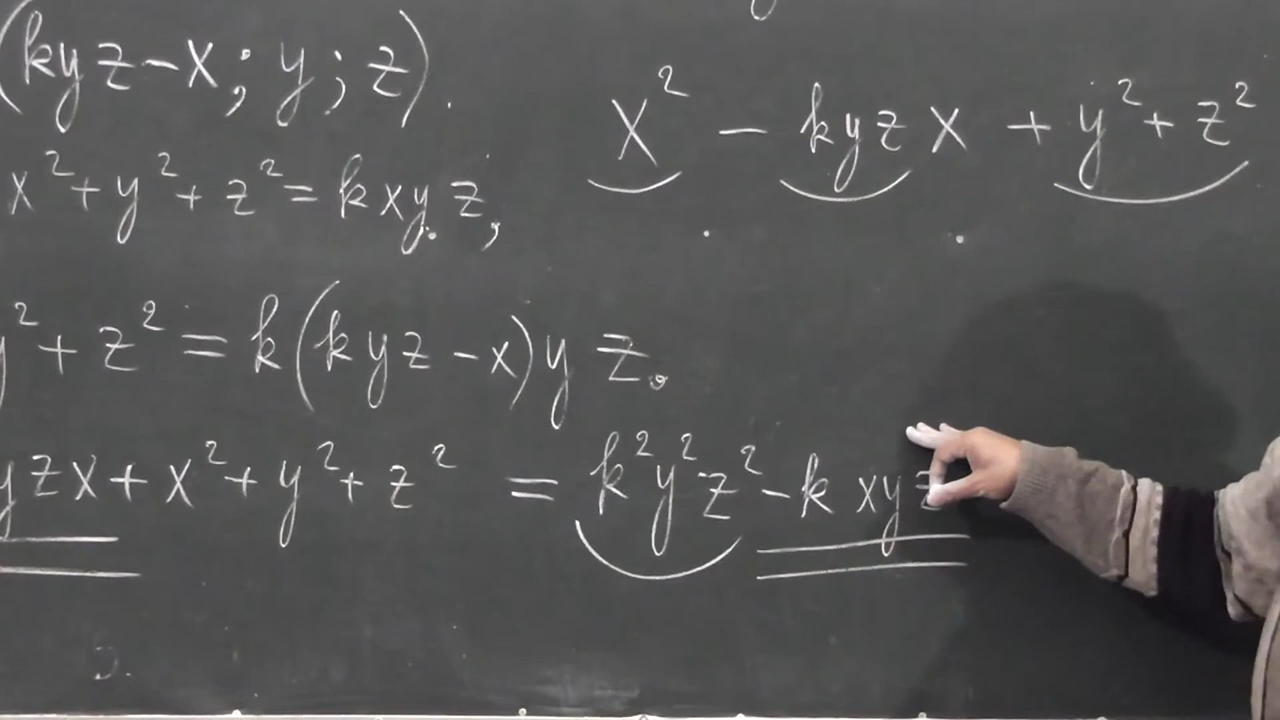 (kyz-x; y; z).
x² - kyzx + y² + z²
x² + y² + z² = kxyz,
y² + z² = k(kyz - x)yz.
yzx + x² + y² + z² = k²y²z² - kxyz